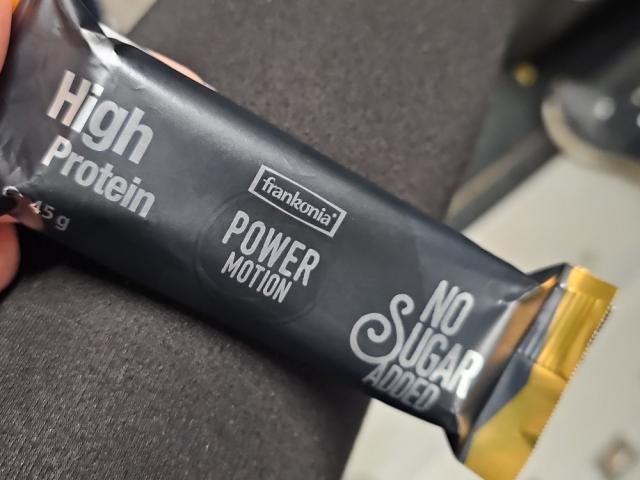 High
Protein
45 g
frankonia
POWER
MOTION
NO
SUGAR
ADDED